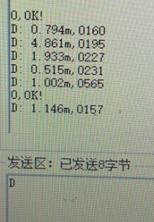 O,OK!
D: 0.794m,0160
D: 4.861m,0195
D: 1.933m,0227
D: 0.515m,0231
D: 1.002m,0565
O,OK!
D: 1.146m,0157
发送区：已发送8字节
D